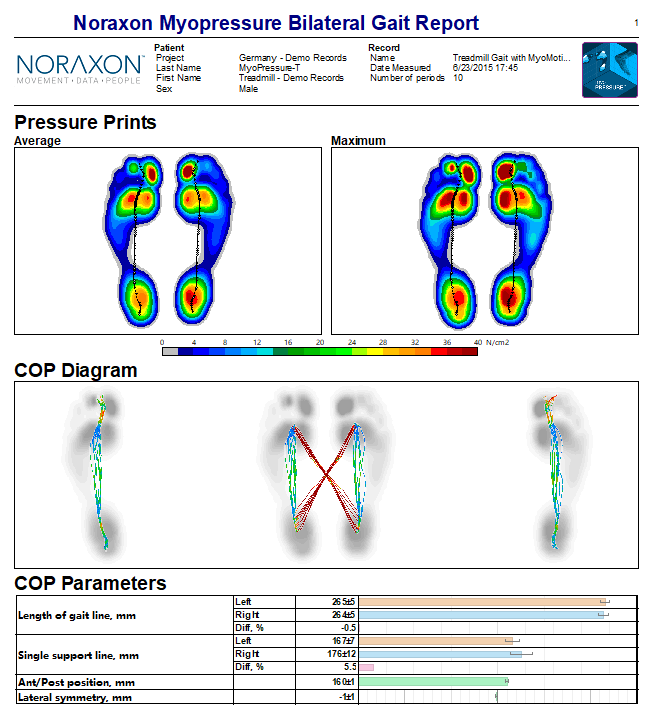 Noraxon Myopressure Bilateral Gait Report
1
NORAXON
MOVEMENT · DATA · PEOPLE
Patient
Project Germany - Demo Records
Last Name MyoPressure-T
First Name Treadmill - Demo Records
Sex Male
Record
Name Treadmill Gait with MyoMoti...
Date Measured 6/23/2015 17:45
Number of periods 10
PRESSURE
Pressure Prints
Average
Maximum
0 4 8 12 16 20 24 28 32 36 40 N/cm2
COP Diagram
COP Parameters
Length of gait line, mm
Left 265±5
Right 264±5
Diff, % -0.5
Single support line, mm
Left 167±7
Right 176±12
Diff, % 5.5
Ant/Post position, mm 160±1
Lateral symmetry, mm -1±1